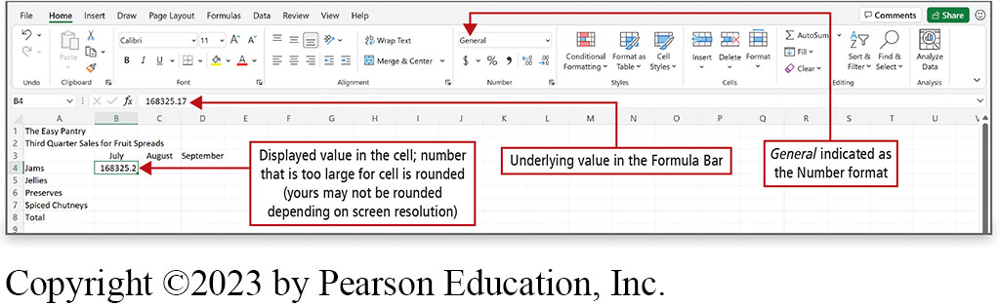 File Home Insert Draw Page Layout Formulas Data Review View Help Comments Share
Calibri 11 A A Wrap Text General AutoSum
Paste B I U A Merge & Center $ % 9 Conditional Formatting Format as Table Cell Styles Insert Delete Format Fill Clear Sort & Filter Find & Select Analyze Data
Undo Clipboard Font Alignment Number Styles Cells Editing Analysis
B4 fx 168325.17
A B C D E F G H I J K L M N O P Q R S T U
1 The Easy Pantry
2 Third Quarter Sales for Fruit Spreads
3 July August September
4 Jams 168325.2
5 Jellies
6 Preserves
7 Spiced Chutneys
8 Total
9
Displayed value in the cell; number
that is too large for cell is rounded
(yours may not be rounded
depending on screen resolution)
Underlying value in the Formula Bar
General indicated as
the Number format
Copyright ©2023 by Pearson Education, Inc.